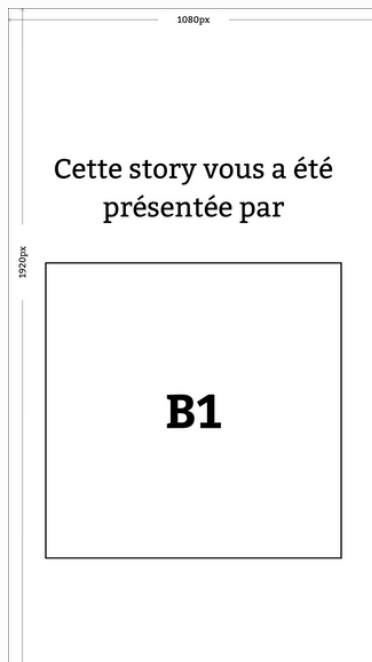 1080px
Cette story vous a été
présentée par
1920px
B1